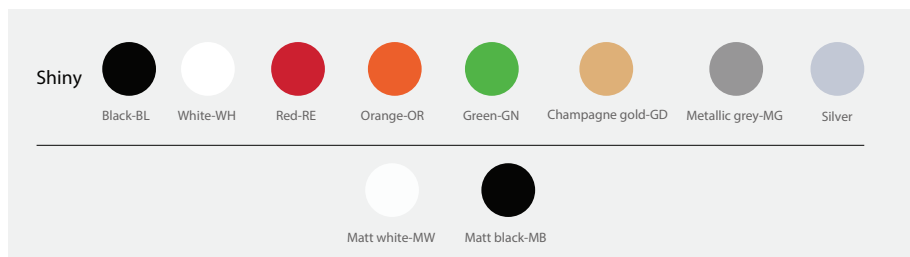 Shiny
Black-BL White-WH Red-RE Orange-OR Green-GN Champagne gold-GD Metallic grey-MG Silver
Matt white-MW Matt black-MB